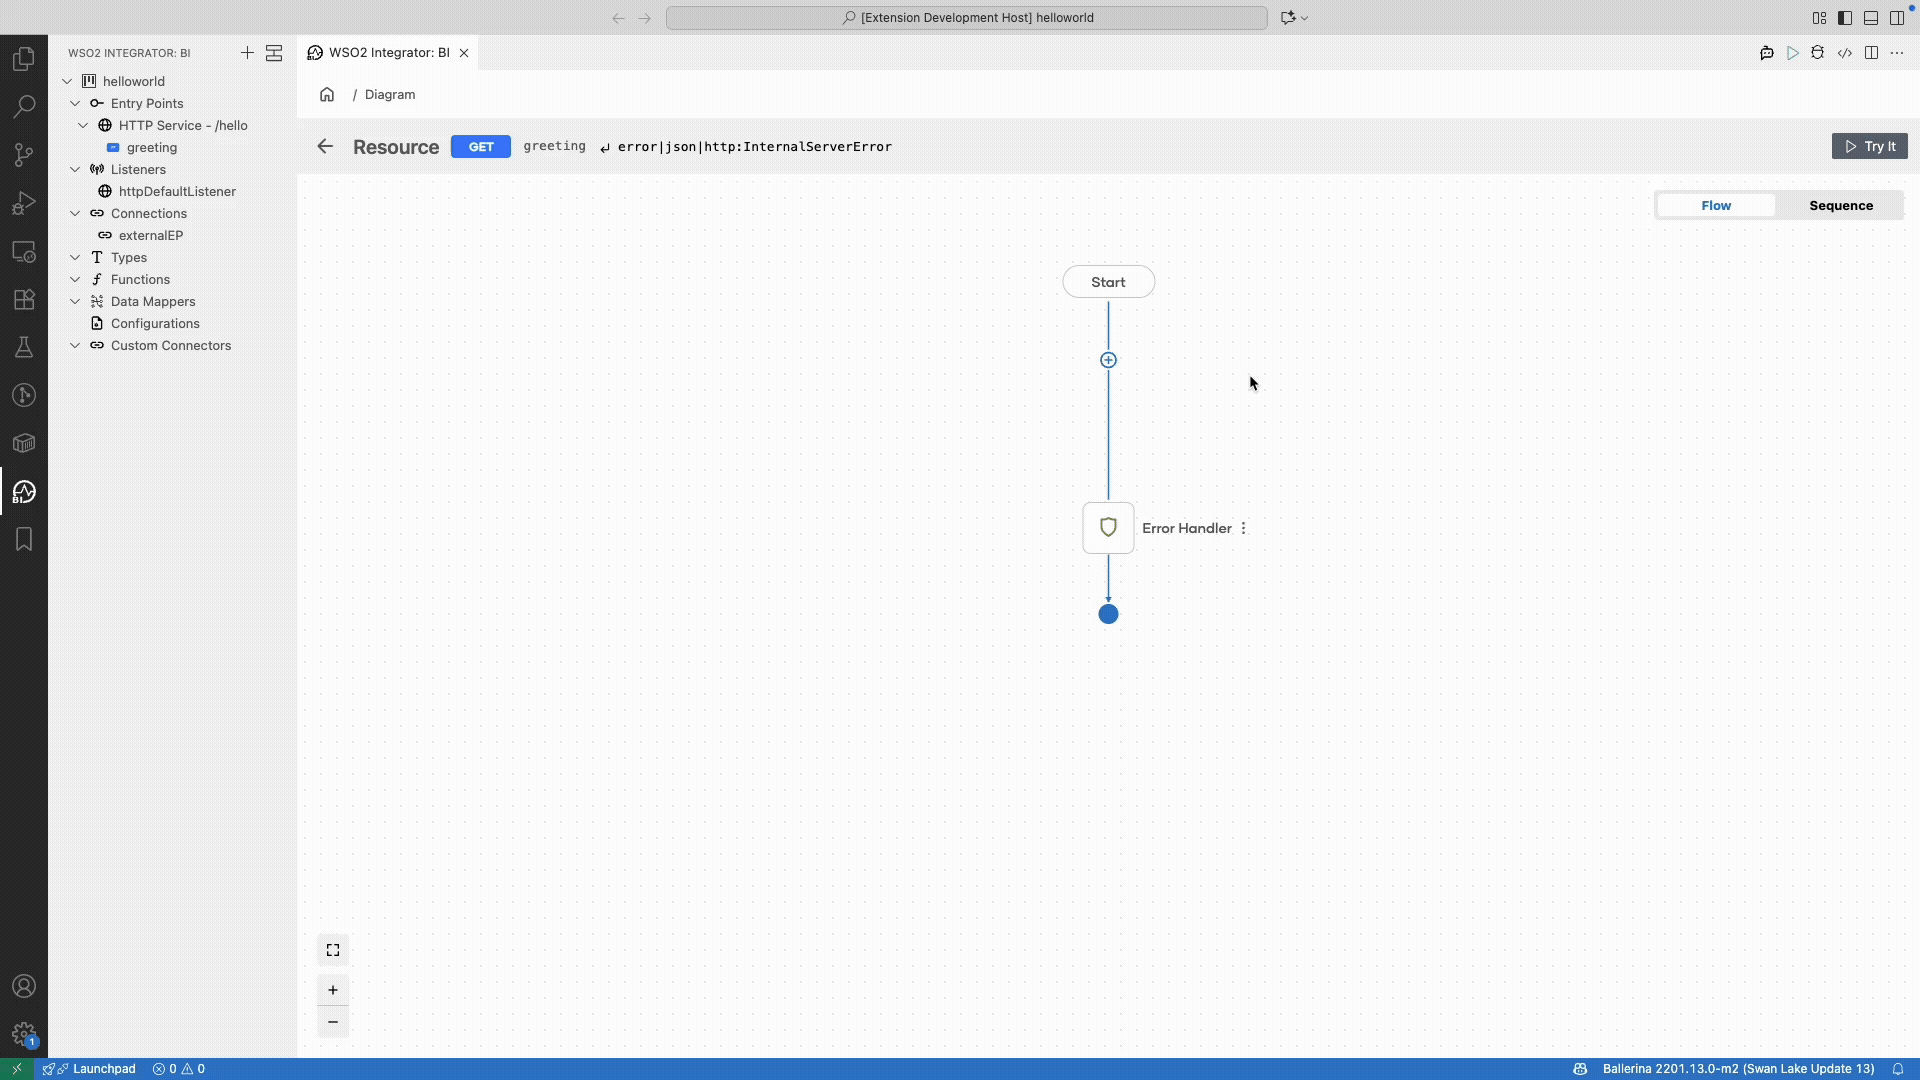 [Extension Development Host] helloworld
WSO2 INTEGRATOR: BI
WSO2 Integrator: BI
helloworld
Entry Points
HTTP Service - /hello
greeting
Listeners
httpDefaultListener
Connections
externalEP
Types
Functions
Data Mappers
Configurations
Custom Connectors
/ Diagram
Resource GET greeting error|json|http:InternalServerError
Try It
Flow Sequence
Start
Error Handler
BI
1
Launchpad 0 0
Ballerina 2201.13.0-m2 (Swan Lake Update 13)